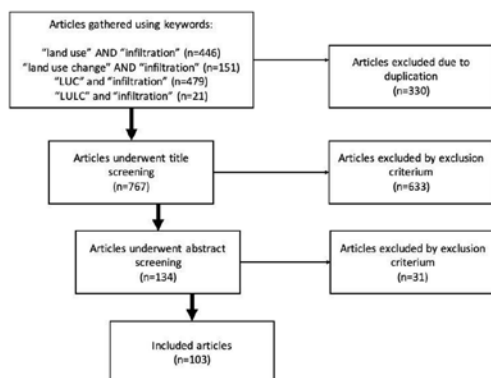 Articles gathered using keywords:
"land use" AND "infiltration" (n=446)
"land use change" AND "infiltration" (n=151)
"LUC" and "infiltration" (n=479)
"LULC" and "infiltration" (n=21)
Articles excluded due to
duplication
(n=330)
Articles underwent title
screening
(n=767)
Articles excluded by exclusion
criterium
(n=633)
Articles underwent abstract
screening
(n=134)
Articles excluded by exclusion
criterium
(n=31)
Included articles
(n=103)